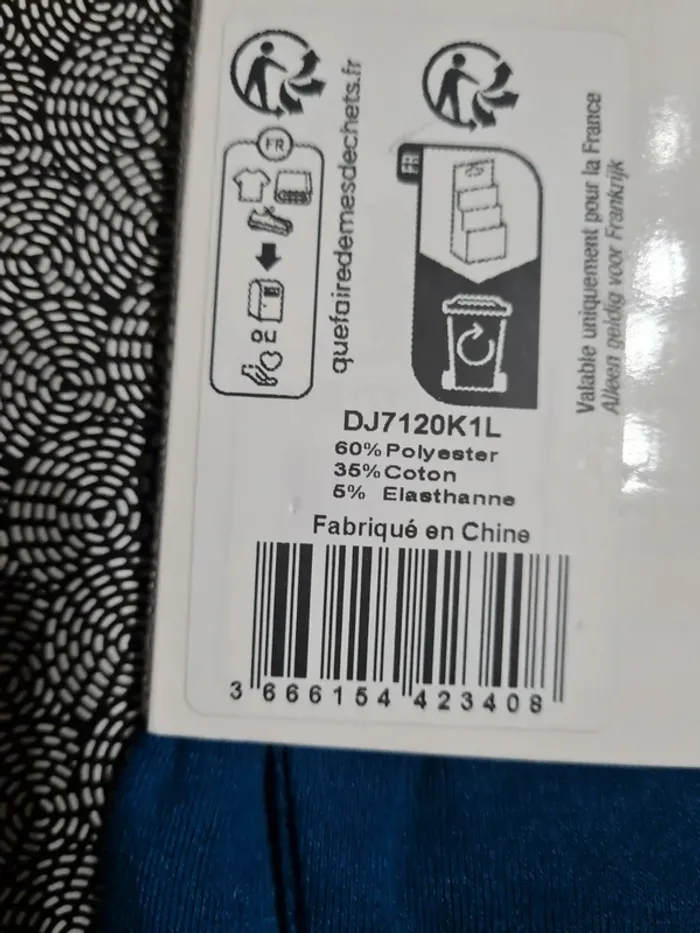 FR
OU
quefairedemesdechets.fr
FR
Valable uniquement pour la France
Alleen geldig voor Frankrijk
DJ7120K1L
60% Polyester
35% Coton
5% Elasthanne
Fabriqué en Chine
3 666154 423408